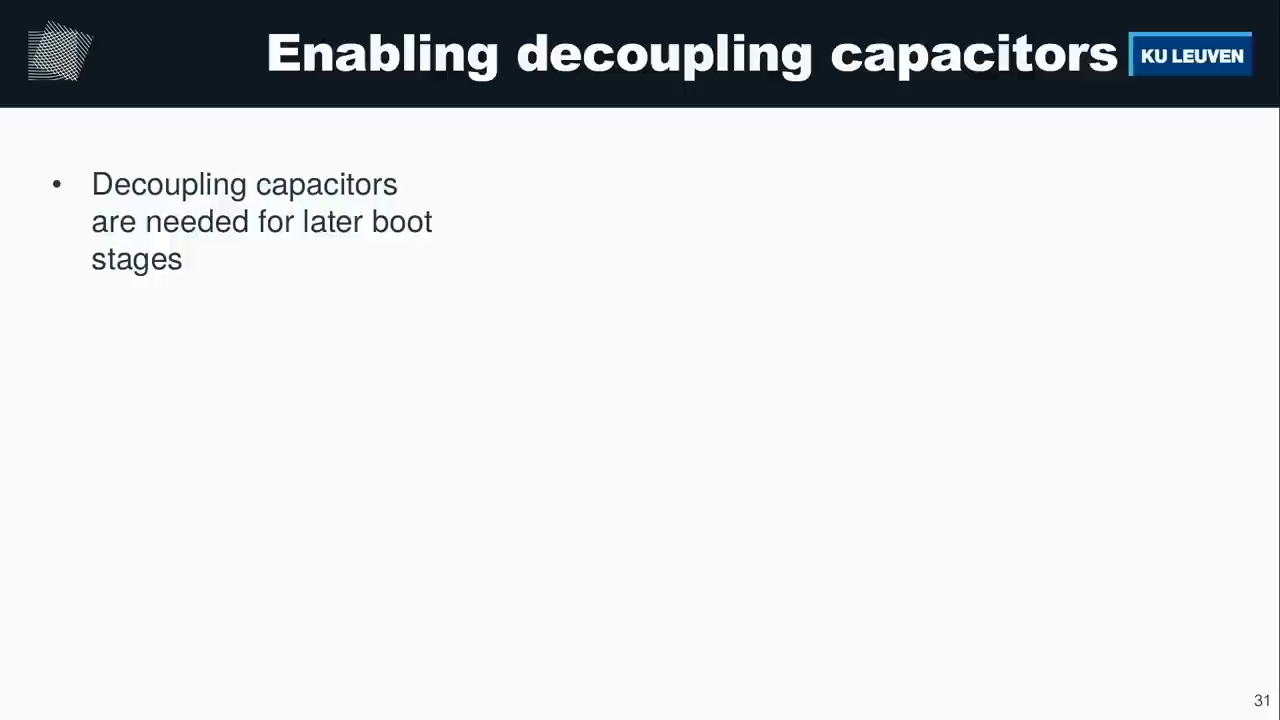 Enabling decoupling capacitors
KU LEUVEN
• Decoupling capacitors
are needed for later boot
stages
31